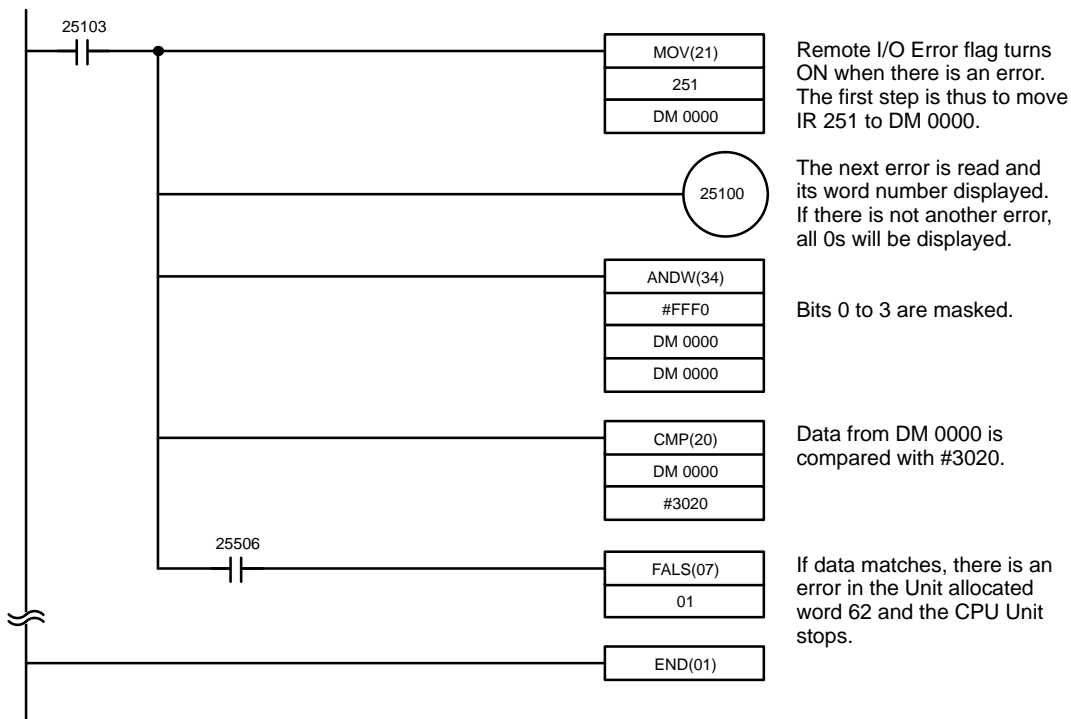 25103
MOV(21)
251
DM 0000
Remote I/O Error flag turns
ON when there is an error.
The first step is thus to move
IR 251 to DM 0000.
25100
The next error is read and
its word number displayed.
If there is not another error,
all 0s will be displayed.
ANDW(34)
#FFF0
DM 0000
DM 0000
Bits 0 to 3 are masked.
CMP(20)
DM 0000
#3020
Data from DM 0000 is
compared with #3020.
25506
FALS(07)
01
If data matches, there is an
error in the Unit allocated
word 62 and the CPU Unit
stops.
END(01)